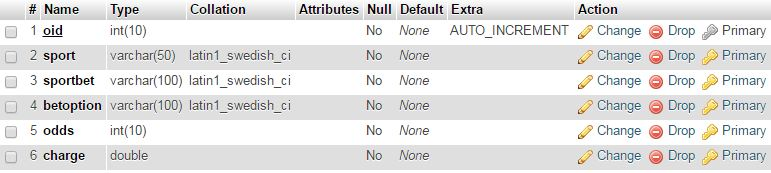 # Name Type Collation Attributes Null Default Extra Action
1 oid int(10) No None AUTO_INCREMENT Change Drop Primary
2 sport varchar(50) latin1_swedish_ci No None Change Drop Primary
3 sportbet varchar(100) latin1_swedish_ci No None Change Drop Primary
4 betoption varchar(100) latin1_swedish_ci No None Change Drop Primary
5 odds int(10) No None Change Drop Primary
6 charge double No None Change Drop Primary